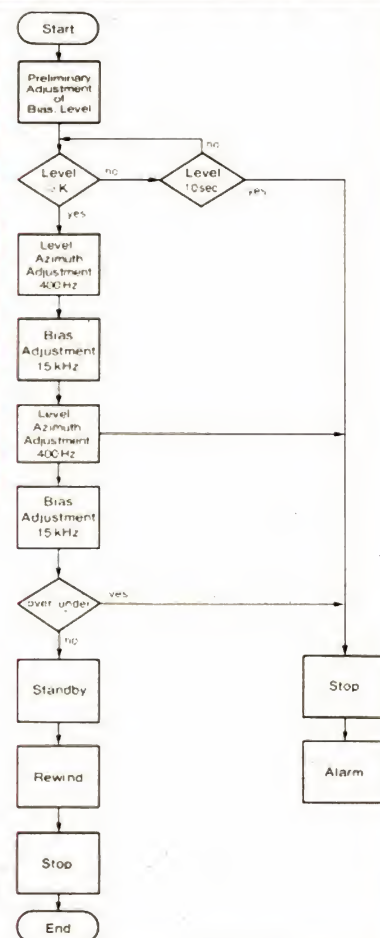 Start
Preliminary
Adjustment
of
Bias, Level
no
Level
K
no
Level
10sec
yes
yes
Level
Azimuth
Adjustment
400Hz
Bias
Adjustment
15kHz
Level
Azimuth
Adjustment
400Hz
Bias
Adjustment
15kHz
over under
yes
no
Standby
Stop
Rewind
Alarm
Stop
End